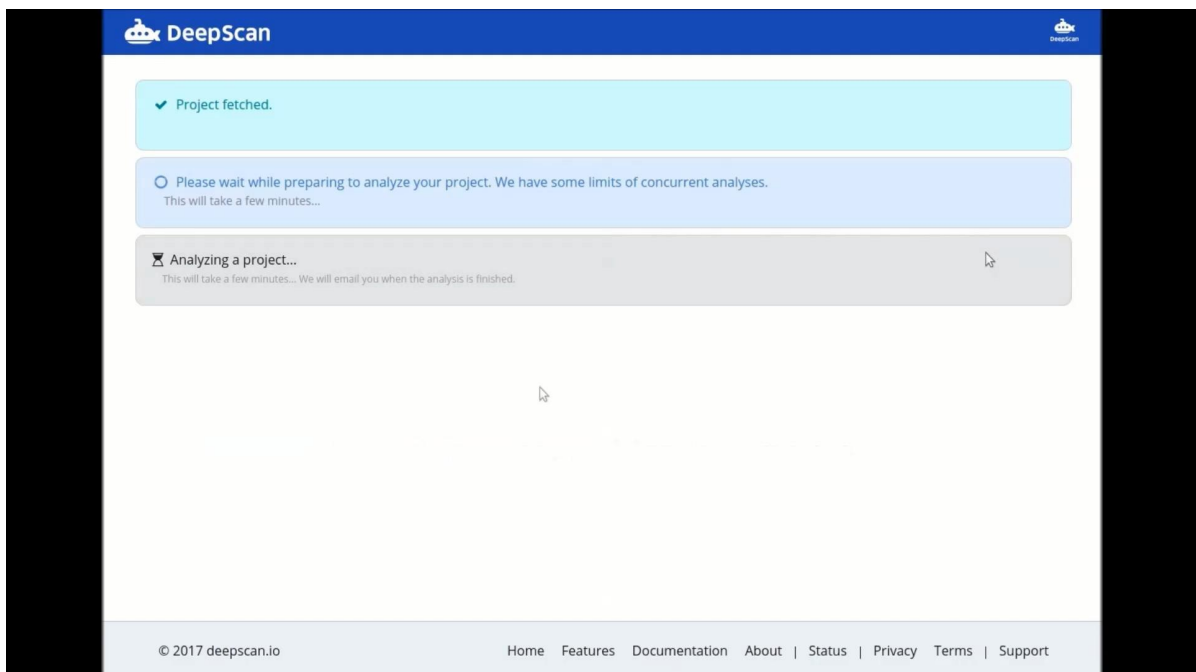 DeepScan
DeepScan
Project fetched.
Please wait while preparing to analyze your project. We have some limits of concurrent analyses.
This will take a few minutes...
Analyzing a project...
This will take a few minutes... We will email you when the analysis is finished.
© 2017 deepscan.io Home Features Documentation About | Status | Privacy Terms | Support